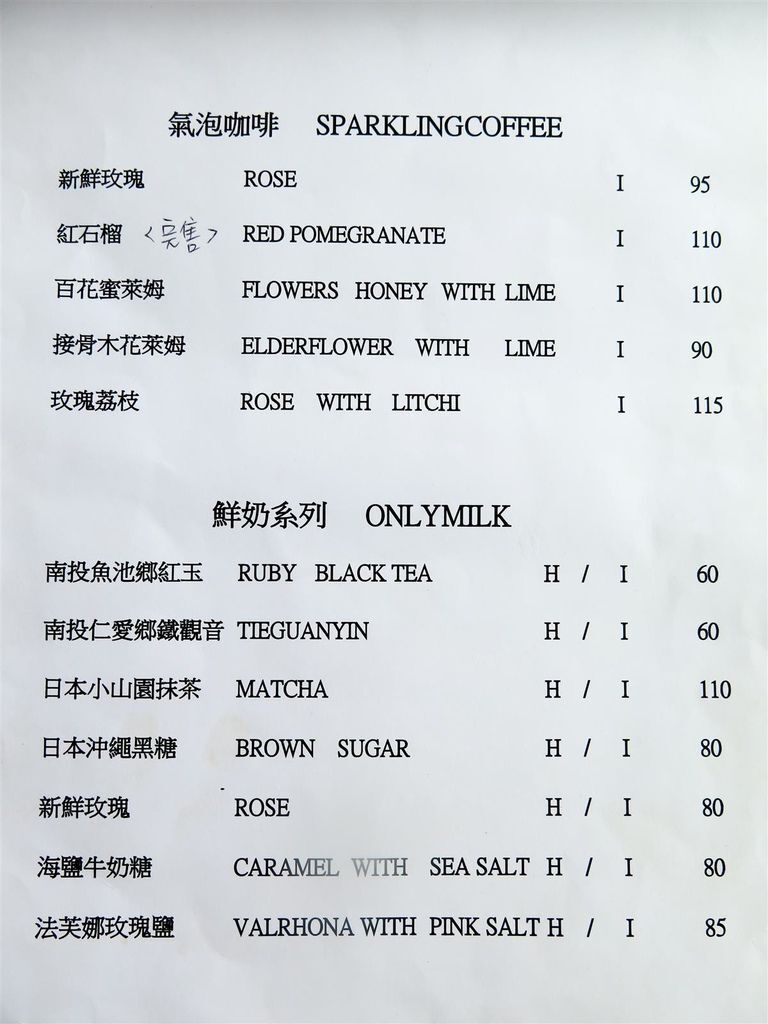 氣泡咖啡 SPARKLINGCOFFEE
新鮮玫瑰 ROSE I 95
紅石榴 <完售> RED POMEGRANATE I 110
百花蜜萊姆 FLOWERS HONEY WITH LIME I 110
接骨木花萊姆 ELDERFLOWER WITH LIME I 90
玫瑰荔枝 ROSE WITH LITCHI I 115
鮮奶系列 ONLYMILK
南投魚池鄉紅玉 RUBY BLACK TEA H / I 60
南投仁愛鄉鐵觀音 TIEGUANYIN H / I 60
日本小山園抹茶 MATCHA H / I 110
日本沖繩黑糖 BROWN SUGAR H / I 80
新鮮玫瑰 ROSE H / I 80
海鹽牛奶糖 CARAMEL WITH SEA SALT H / I 80
法芙娜玫瑰鹽 VALRHONA WITH PINK SALT H / I 85